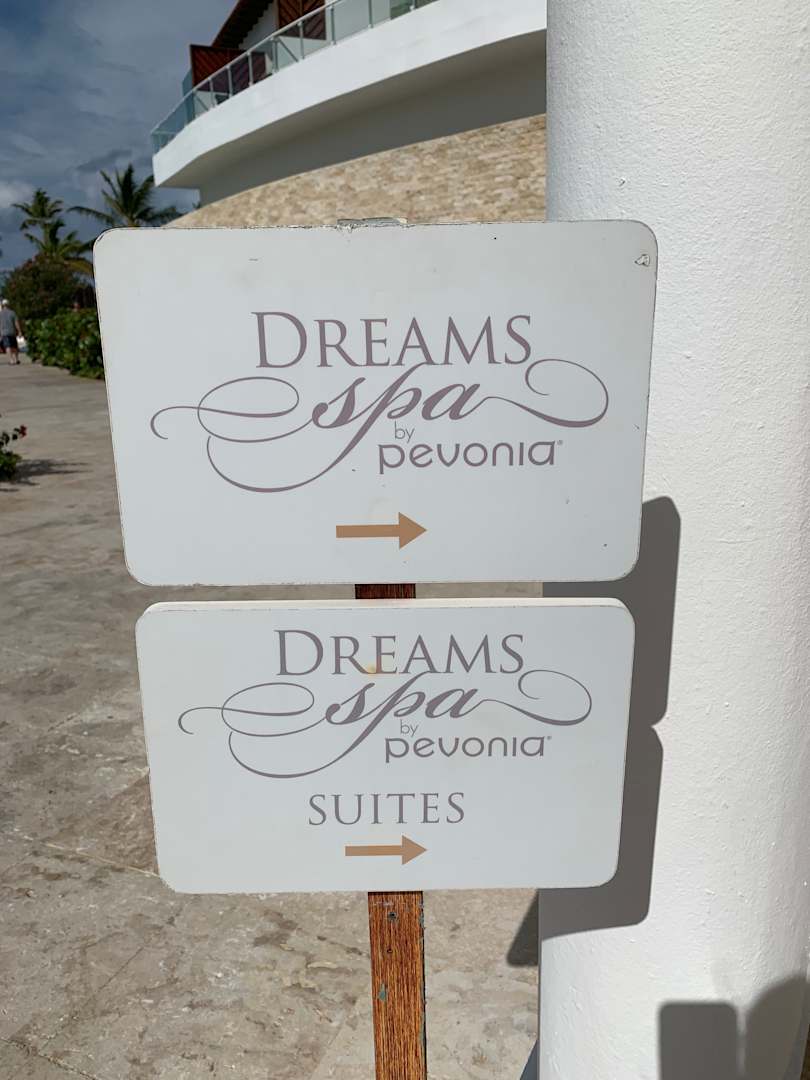 DREAMS
spa
by
pevonia®
DREAMS
spa
by
pevonia®
SUITES